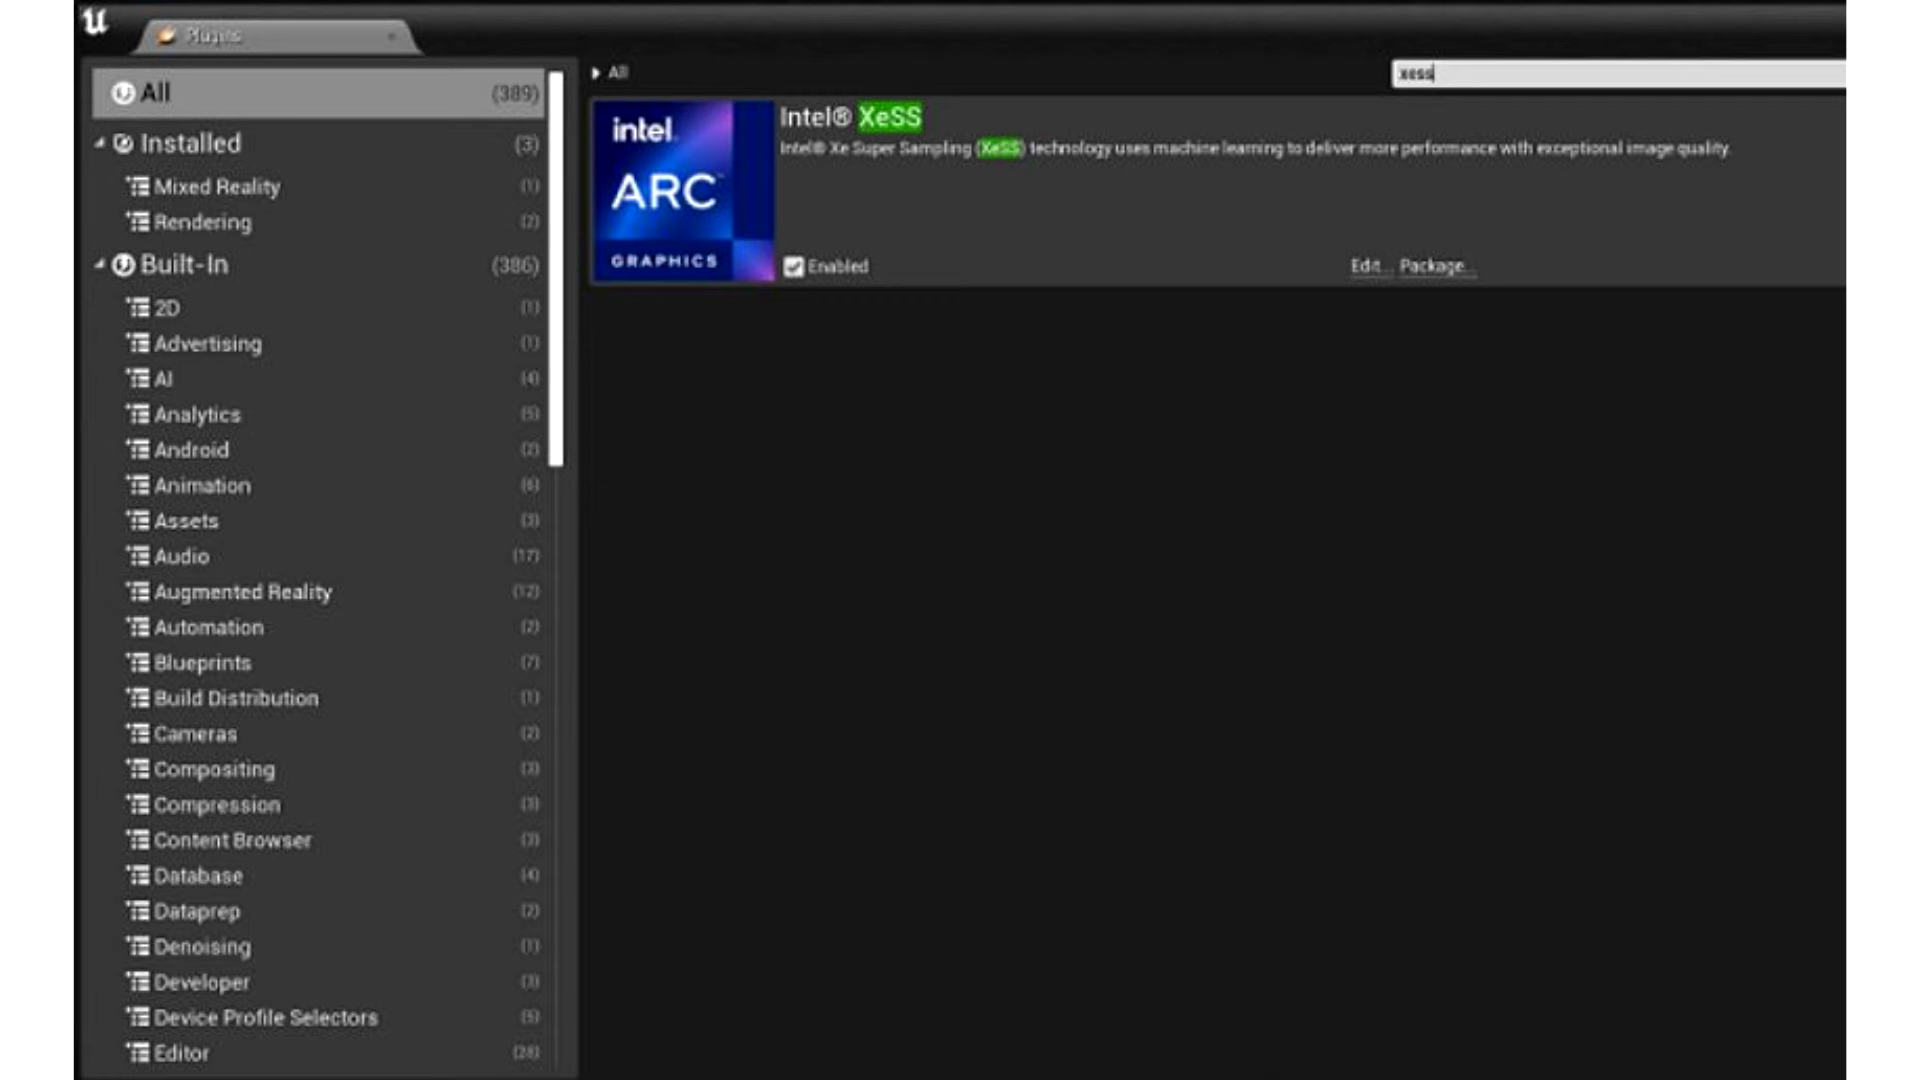 Plugins
All (389)
Installed (3)
Mixed Reality (1)
Rendering (2)
Built-In (386)
2D (1)
Advertising (1)
AI (4)
Analytics (5)
Android (2)
Animation (6)
Assets (3)
Audio (17)
Augmented Reality (12)
Automation (2)
Blueprints (7)
Build Distribution (1)
Cameras (2)
Compositing (3)
Compression (3)
Content Browser (3)
Database (4)
Dataprep (2)
Denoising (1)
Developer (3)
Device Profile Selectors (5)
Editor (28)
All
xess
intel
ARC™
GRAPHICS
Intel® XeSS
Intel® Xe Super Sampling (XeSS) technology uses machine learning to deliver more performance with exceptional image quality.
Enabled
Edit... Package...